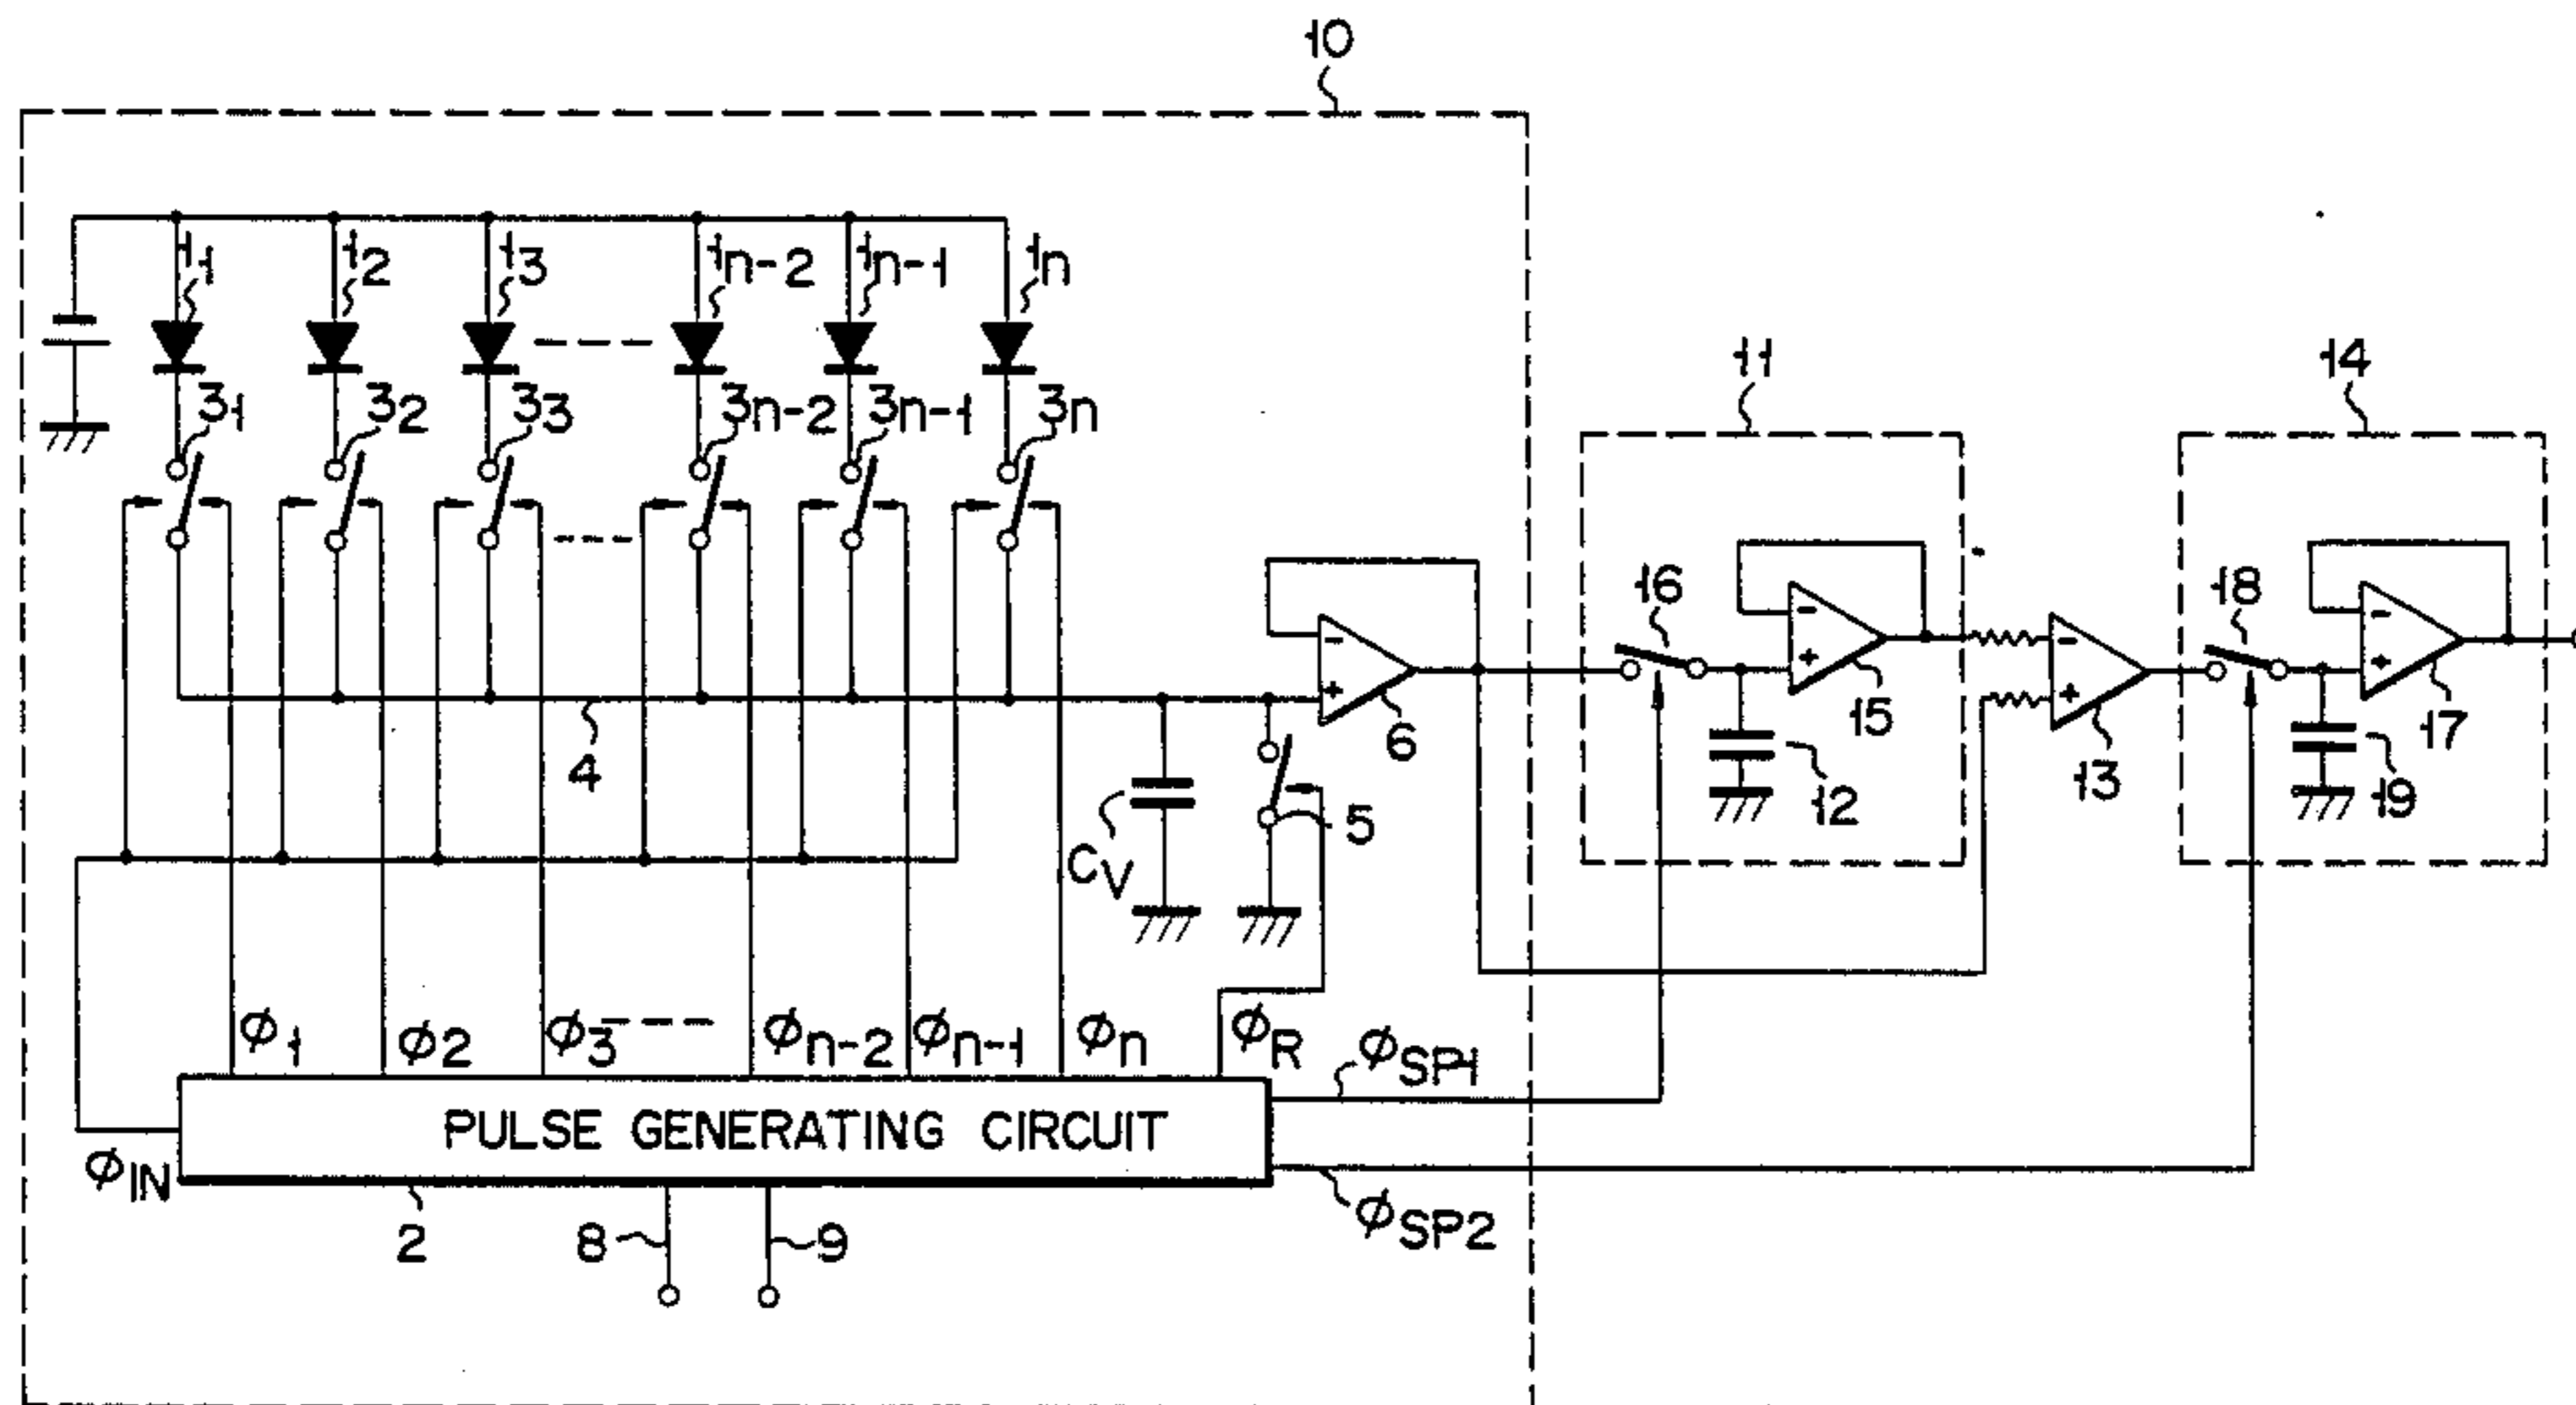 10
1₁ 1₂ 1₃ 1n-2 1n-1 1n
11
14
3₁ 3₂ 3₃ 3n-2 3n-1 3n
16
18
- - - -
+ + + +
4
6
15
13
17
12
19
5
CV
ϕ1 ϕ2 ϕ3 ϕn-2 ϕn-1 ϕn ϕR
ϕSP1
PULSE GENERATING CIRCUIT
ϕIN
ϕSP2
2
8
9